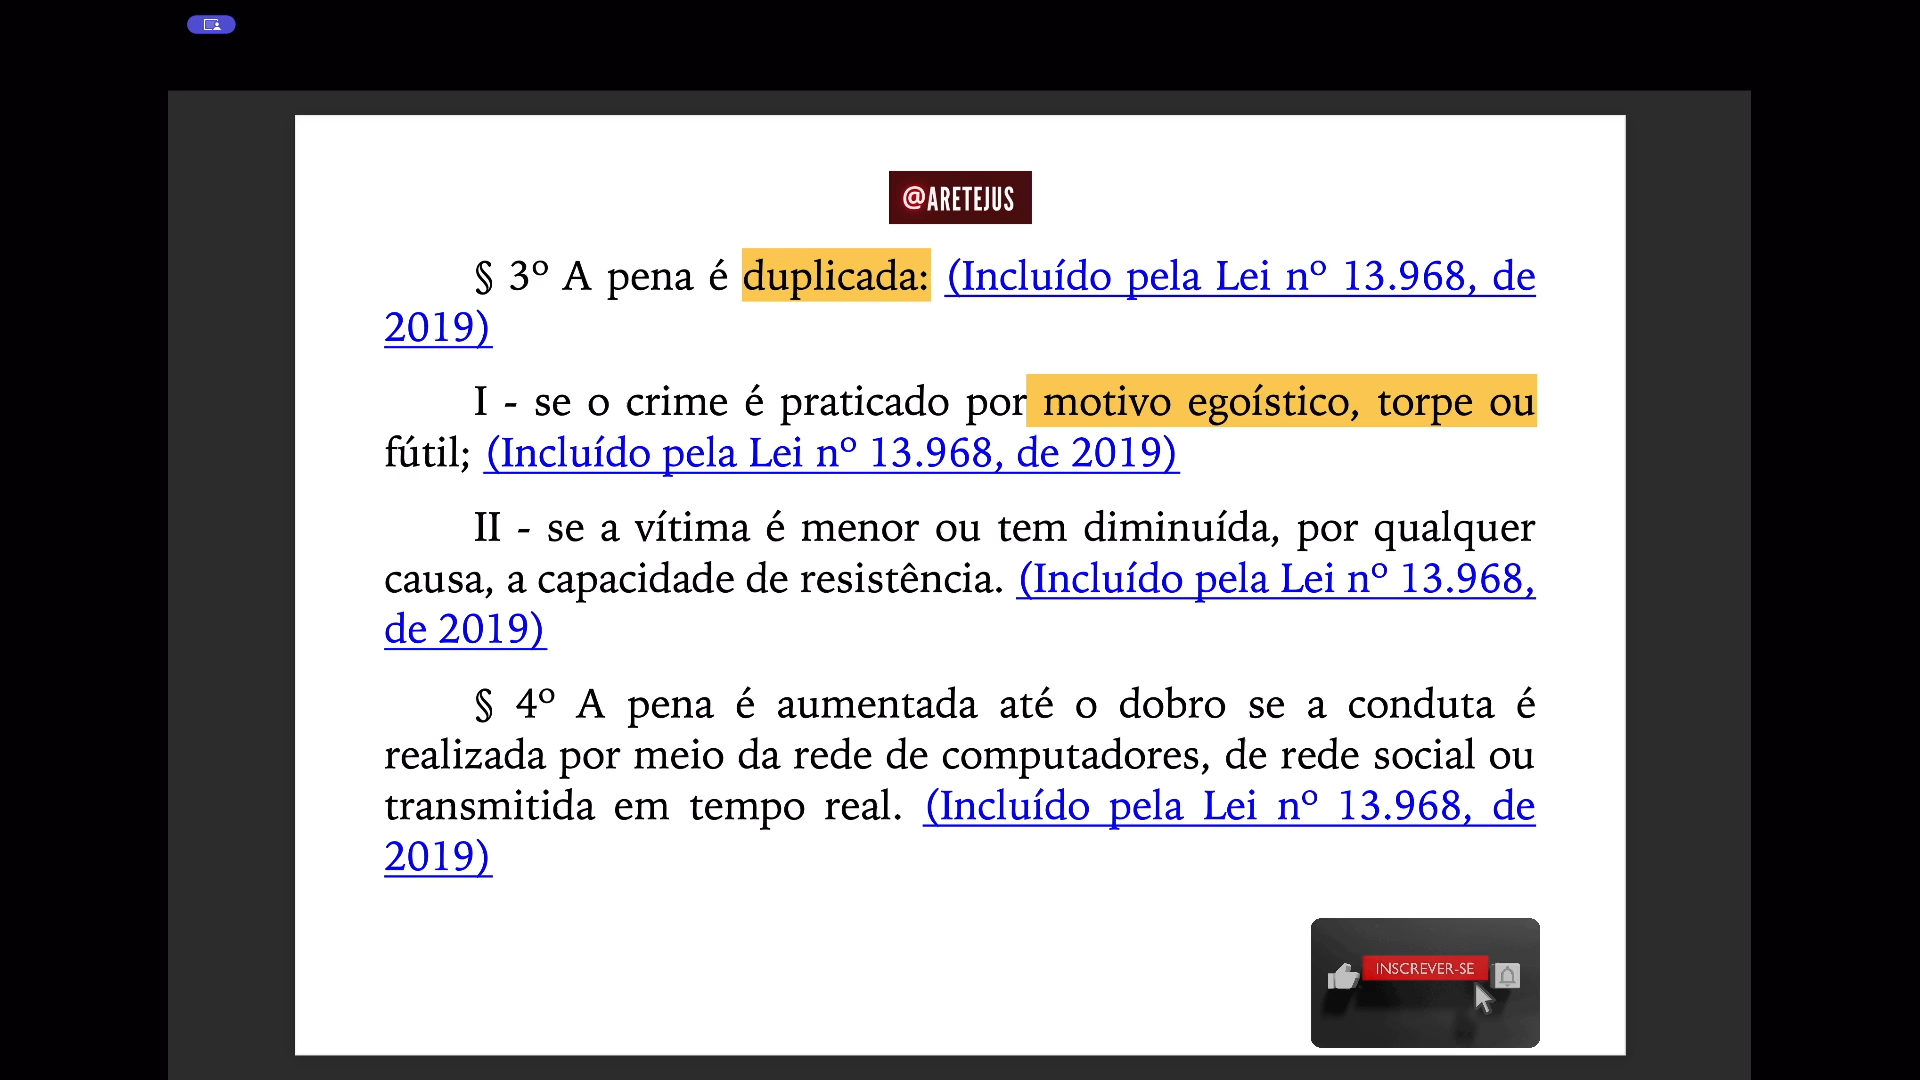 @ARETEJUS
§ 3º A pena é duplicada: (Incluído pela Lei nº 13.968, de
2019)
I - se o crime é praticado por motivo egoístico, torpe ou
fútil; (Incluído pela Lei nº 13.968, de 2019)
II - se a vítima é menor ou tem diminuída, por qualquer
causa, a capacidade de resistência. (Incluído pela Lei nº 13.968,
de 2019)
§ 4º A pena é aumentada até o dobro se a conduta é
realizada por meio da rede de computadores, de rede social ou
transmitida em tempo real. (Incluído pela Lei nº 13.968, de
2019)
INSCREVER-SE